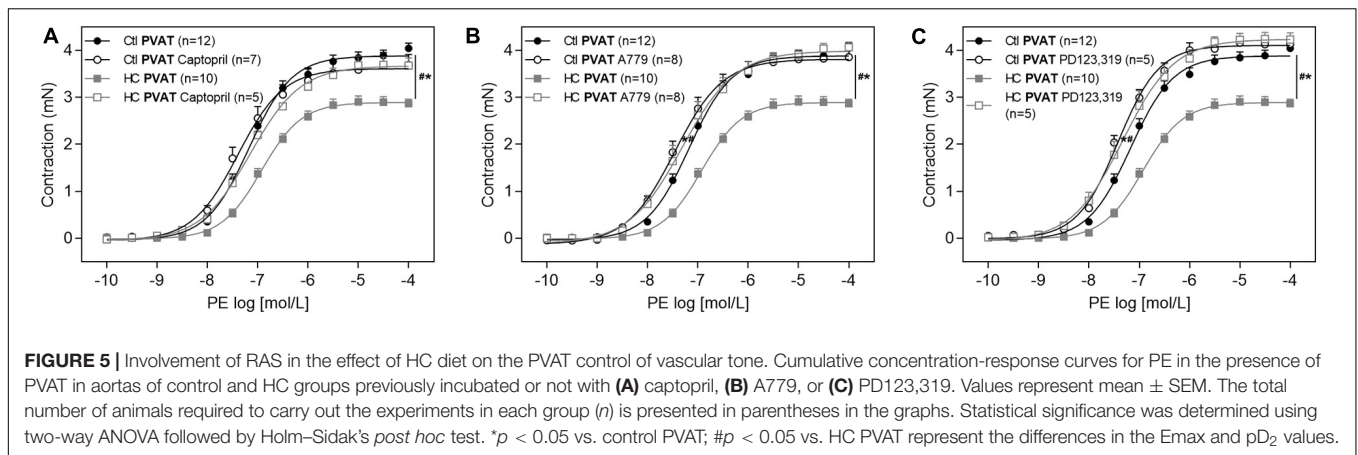 A
Ctl PVAT (n=12)
Ctl PVAT Captopril (n=7)
HC PVAT (n=10)
HC PVAT Captopril (n=5)
#*
*
Contraction (mN)
4
3
2
1
0
-10 -9 -8 -7 -6 -5 -4
PE log [mol/L]
B
Ctl PVAT (n=12)
Ctl PVAT A779 (n=8)
HC PVAT (n=10)
HC PVAT A779 (n=8)
#*
*#
Contraction (mN)
4
3
2
1
0
-10 -9 -8 -7 -6 -5 -4
PE log [mol/L]
C
Ctl PVAT (n=12)
Ctl PVAT PD123,319 (n=5)
HC PVAT (n=10)
HC PVAT PD123,319
(n=5)
#*
*#
Contraction (mN)
4
3
2
1
0
-10 -9 -8 -7 -6 -5 -4
PE log [mol/L]
FIGURE 5 | Involvement of RAS in the effect of HC diet on the PVAT control of vascular tone. Cumulative concentration-response curves for PE in the presence of
PVAT in aortas of control and HC groups previously incubated or not with (A) captopril, (B) A779, or (C) PD123,319. Values represent mean ± SEM. The total
number of animals required to carry out the experiments in each group (n) is presented in parentheses in the graphs. Statistical significance was determined using
two-way ANOVA followed by Holm–Sidak's post hoc test. *p < 0.05 vs. control PVAT; #p < 0.05 vs. HC PVAT represent the differences in the Emax and pD₂ values.